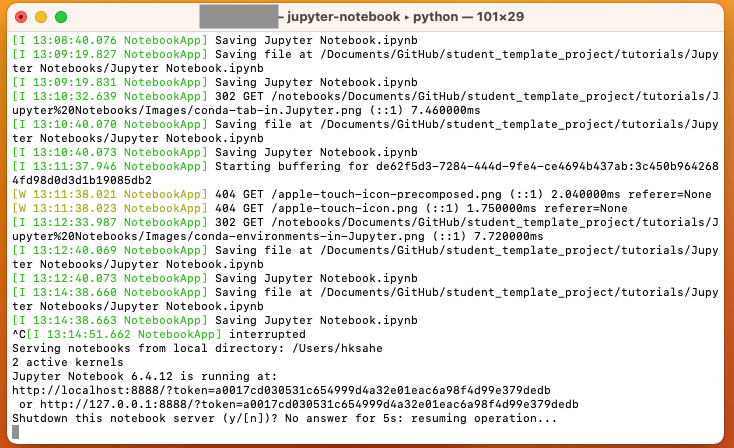 – jupyter-notebook ▸ python — 101×29
[I 13:08:40.076 NotebookApp] Saving Jupyter Notebook.ipynb
[I 13:09:19.827 NotebookApp] Saving file at /Documents/GitHub/student_template_project/tutorials/Jupy
ter Notebooks/Jupyter Notebook.ipynb
[I 13:09:19.831 NotebookApp] Saving Jupyter Notebook.ipynb
[I 13:10:32.639 NotebookApp] 302 GET /notebooks/Documents/GitHub/student_template_project/tutorials/J
upyter%20Notebooks/Images/conda-tab-in.Jupyter.png (::1) 7.460000ms
[I 13:10:40.070 NotebookApp] Saving file at /Documents/GitHub/student_template_project/tutorials/Jupy
ter Notebooks/Jupyter Notebook.ipynb
[I 13:10:40.073 NotebookApp] Saving Jupyter Notebook.ipynb
[I 13:11:37.946 NotebookApp] Starting buffering for de62f5d3-7284-444d-9fe4-ce4694b437ab:3c450b964268
4fd98d0d3d1b19085db2
[W 13:11:38.021 NotebookApp] 404 GET /apple-touch-icon-precomposed.png (::1) 2.040000ms referer=None
[W 13:11:38.023 NotebookApp] 404 GET /apple-touch-icon.png (::1) 1.750000ms referer=None
[I 13:12:33.987 NotebookApp] 302 GET /notebooks/Documents/GitHub/student_template_project/tutorials/J
upyter%20Notebooks/Images/conda-environments-in-Jupyter.png (::1) 7.720000ms
[I 13:12:40.069 NotebookApp] Saving file at /Documents/GitHub/student_template_project/tutorials/Jupy
ter Notebooks/Jupyter Notebook.ipynb
[I 13:12:40.073 NotebookApp] Saving Jupyter Notebook.ipynb
[I 13:14:38.660 NotebookApp] Saving file at /Documents/GitHub/student_template_project/tutorials/Jupy
ter Notebooks/Jupyter Notebook.ipynb
[I 13:14:38.663 NotebookApp] Saving Jupyter Notebook.ipynb
^C[I 13:14:51.662 NotebookApp] interrupted
Serving notebooks from local directory: /Users/hksahe
2 active kernels
Jupyter Notebook 6.4.12 is running at:
http://localhost:8888/?token=a0017cd030531c654999d4a32e01eac6a98f4d99e379dedb
 or http://127.0.0.1:8888/?token=a0017cd030531c654999d4a32e01eac6a98f4d99e379dedb
Shutdown this notebook server (y/[n])? No answer for 5s: resuming operation...